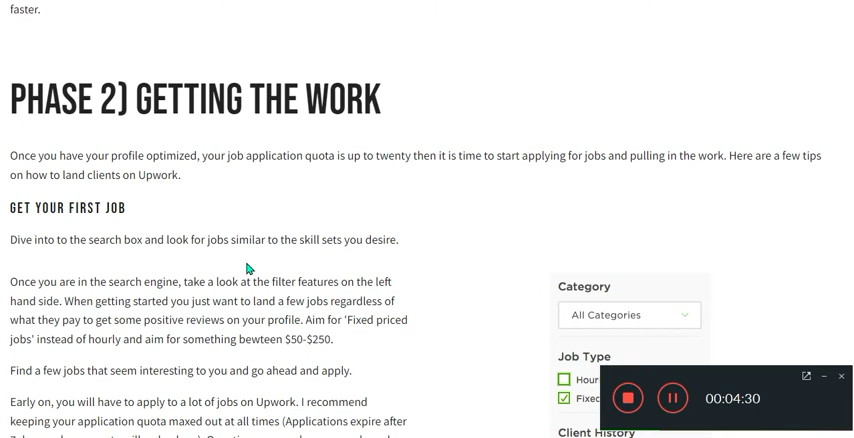 faster.
PHASE 2) GETTING THE WORK
Once you have your profile optimized, your job application quota is up to twenty then it is time to start applying for jobs and pulling in the work. Here are a few tips
on how to land clients on Upwork.
GET YOUR FIRST JOB
Dive into to the search box and look for jobs similar to the skill sets you desire.
Once you are in the search engine, take a look at the filter features on the left
hand side. When getting started you just want to land a few jobs regardless of
what they pay to get some positive reviews on your profile. Aim for 'Fixed priced
jobs' instead of hourly and aim for something bewteen $50-$250.
Find a few jobs that seem interesting to you and go ahead and apply.
Early on, you will have to apply to a lot of jobs on Upwork. I recommend
keeping your application quota maxed out at all times (Applications expire after
Category
All Categories
Job Type
Hour
Fixed
Client History
00:04:30